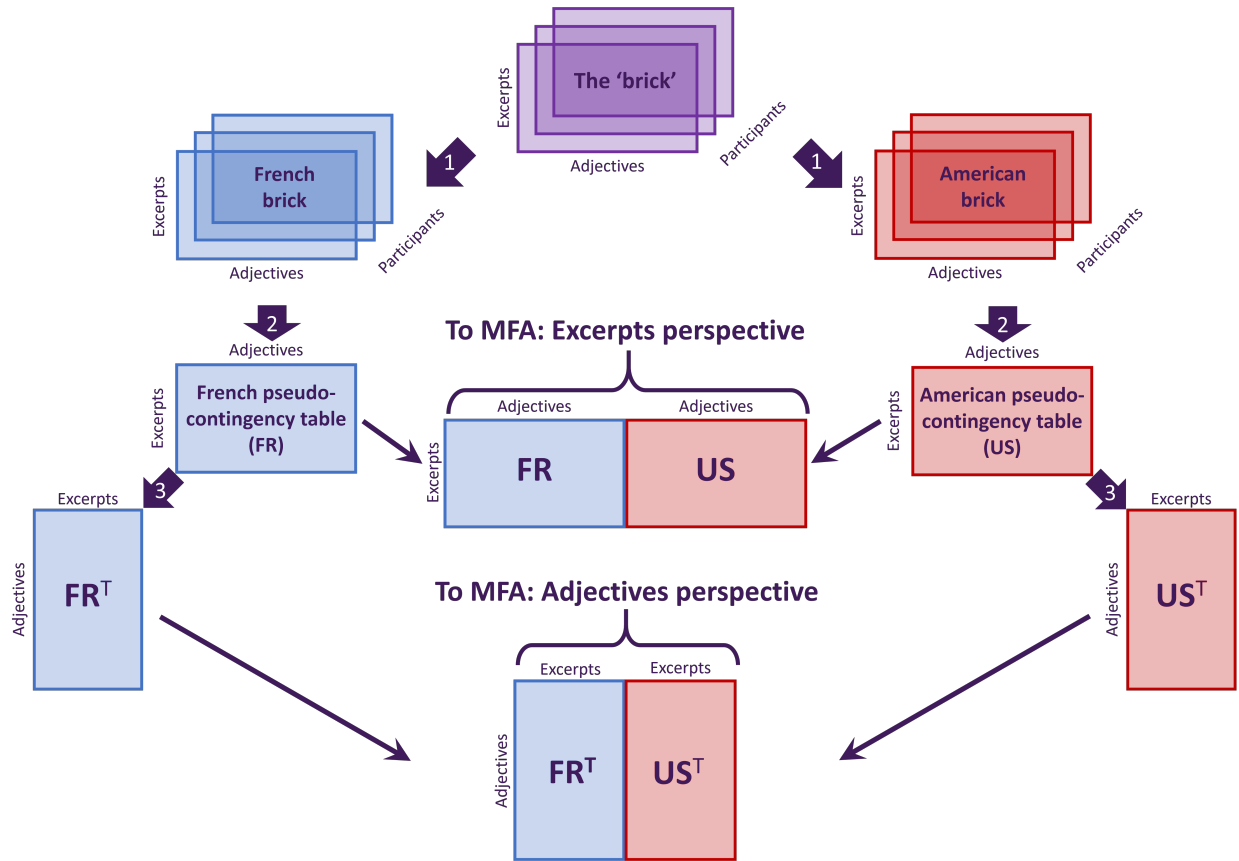 The ‘brick’
Excerpts
Adjectives
Participants
1
1
French
brick
Excerpts
Adjectives
Participants
American
brick
Excerpts
Adjectives
Participants
2
2
To MFA: Excerpts perspective
Adjectives
French pseudo-
contingency table
(FR)
Excerpts
Adjectives
Adjectives
Excerpts
FR
US
Adjectives
American pseudo-
contingency table
(US)
Excerpts
3
3
Excerpts
Adjectives
FRᵀ
Excerpts
Adjectives
USᵀ
To MFA: Adjectives perspective
Excerpts
Excerpts
Adjectives
FRᵀ
USᵀ